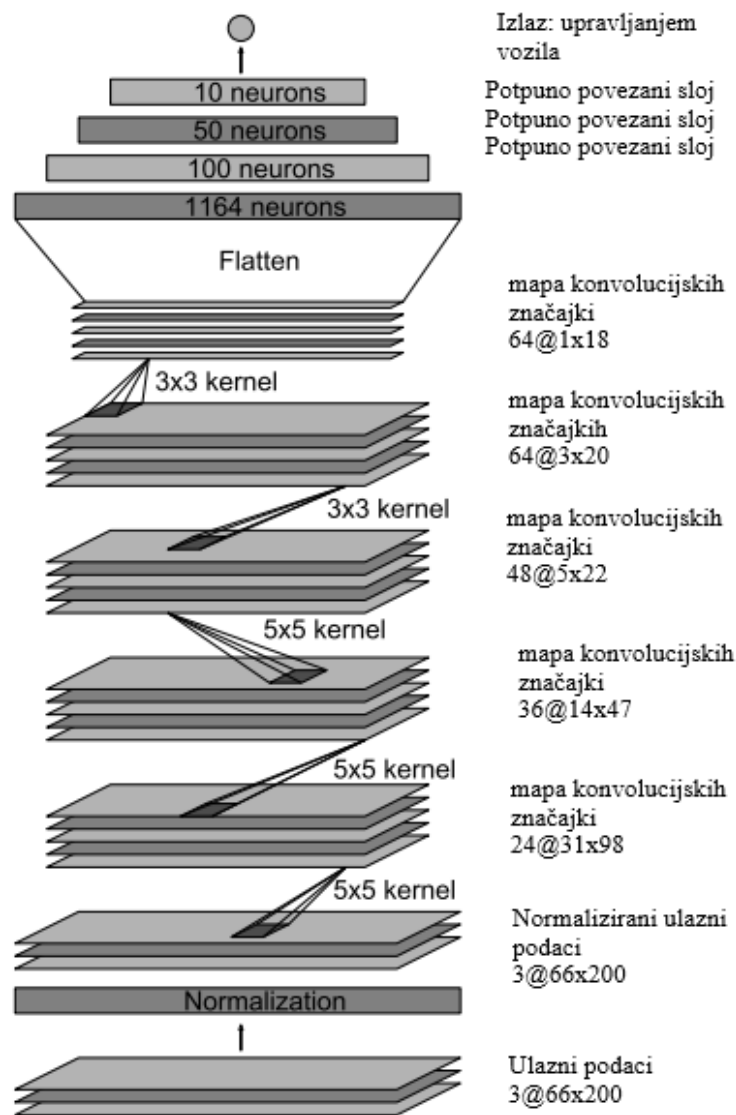 Izlaz: upravljanjem
vozila
10 neurons
Potpuno povezani sloj
50 neurons
Potpuno povezani sloj
100 neurons
Potpuno povezani sloj
1164 neurons
Flatten
mapa konvolucijskih
značajki
64@1x18
3x3 kernel
mapa konvolucijskih
značajkih
64@3x20
3x3 kernel
mapa konvolucijskih
značajki
48@5x22
5x5 kernel
mapa konvolucijskih
značajki
36@14x47
5x5 kernel
mapa konvolucijskih
značajki
24@31x98
5x5 kernel
Normalizirani ulazni
podaci
3@66x200
Normalization
Ulazni podaci
3@66x200